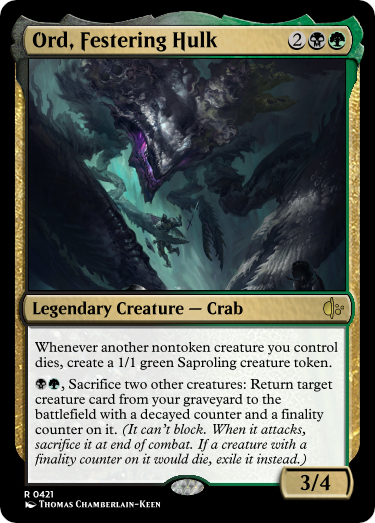 Ord, Festering Hulk 2
Legendary Creature — Crab
Whenever another nontoken creature you control
dies, create a 1/1 green Saproling creature token.
, Sacrifice two other creatures: Return target
creature card from your graveyard to the
battlefield with a decayed counter and a finality
counter on it. (It can't block. When it attacks,
sacrifice it at end of combat. If a creature with a
finality counter on it would die, exile it instead.)
3/4
R 0421
Thomas Chamberlain-Keen